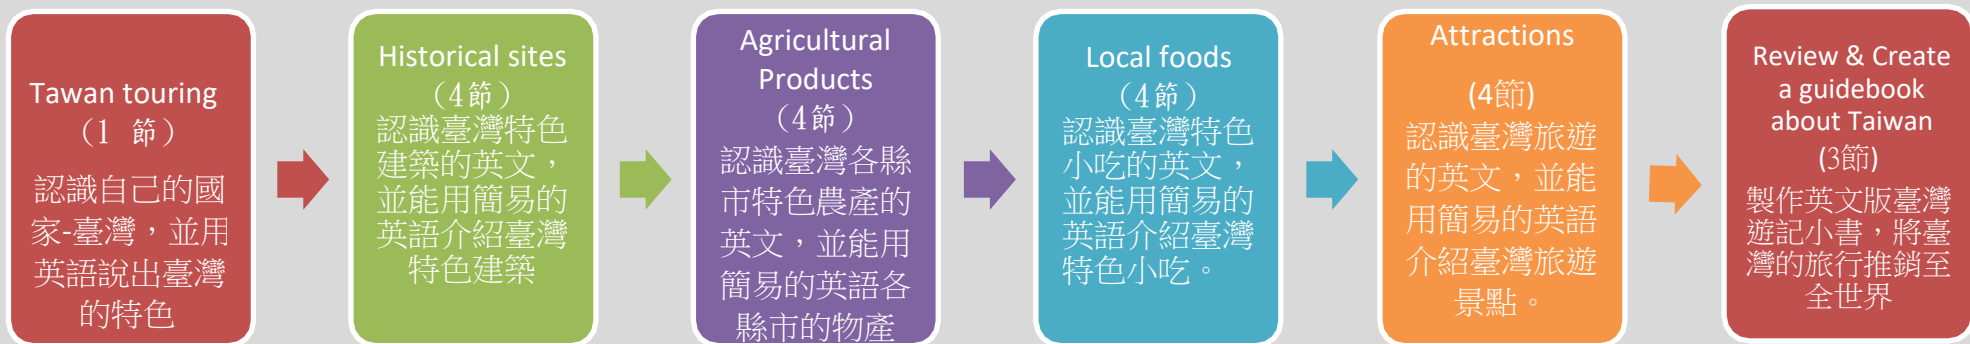 Tawan touring
（1 節）
認識自己的國
家-臺灣，並用
英語說出臺灣
的特色
Historical sites
（4節）
認識臺灣特色
建築的英文，
並能用簡易的
英語介紹臺灣
特色建築
Agricultural
Products
（4節）
認識臺灣各縣
市特色農產的
英文，並能用
簡易的英語各
縣市的物產
Local foods
（4節）
認識臺灣特色
小吃的英文，
並能用簡易的
英語介紹臺灣
特色小吃。
Attractions
(4節)
認識臺灣旅遊
的英文，並能
用簡易的英語
介紹臺灣旅遊
景點。
Review & Create
a guidebook
about Taiwan
(3節)
製作英文版臺灣
遊記小書，將臺
灣的旅行推銷至
全世界